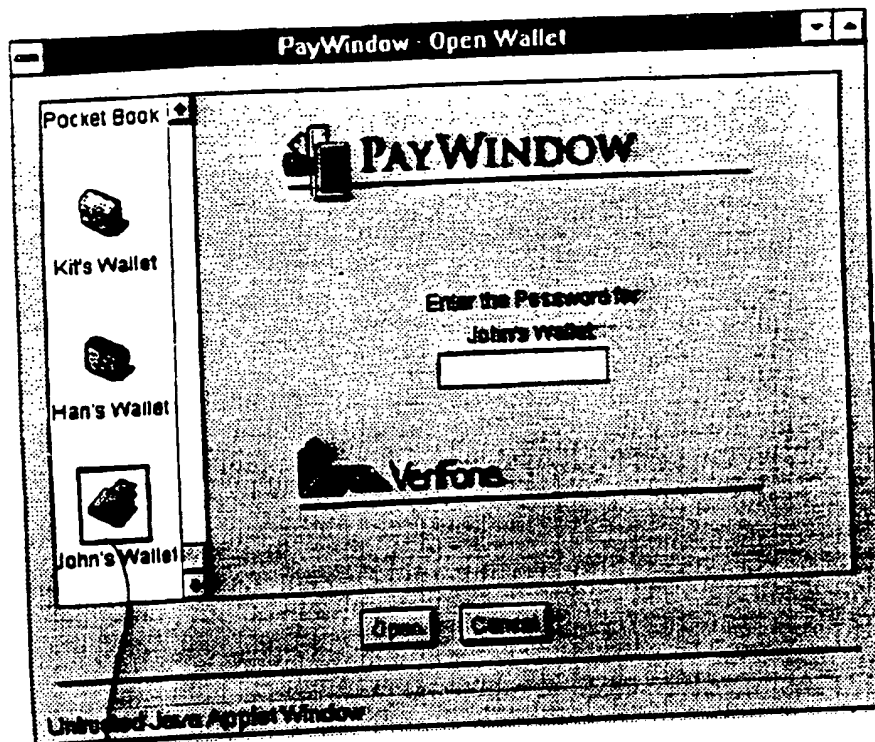 PayWindow - Open Wallet
Pocket Book
Kit's Wallet
Han's Wallet
John's Wallet
PAYWINDOW
Enter the Password for
John's Wallet:
VeriFone
Open
Cancel
Untrusted Java Applet Window